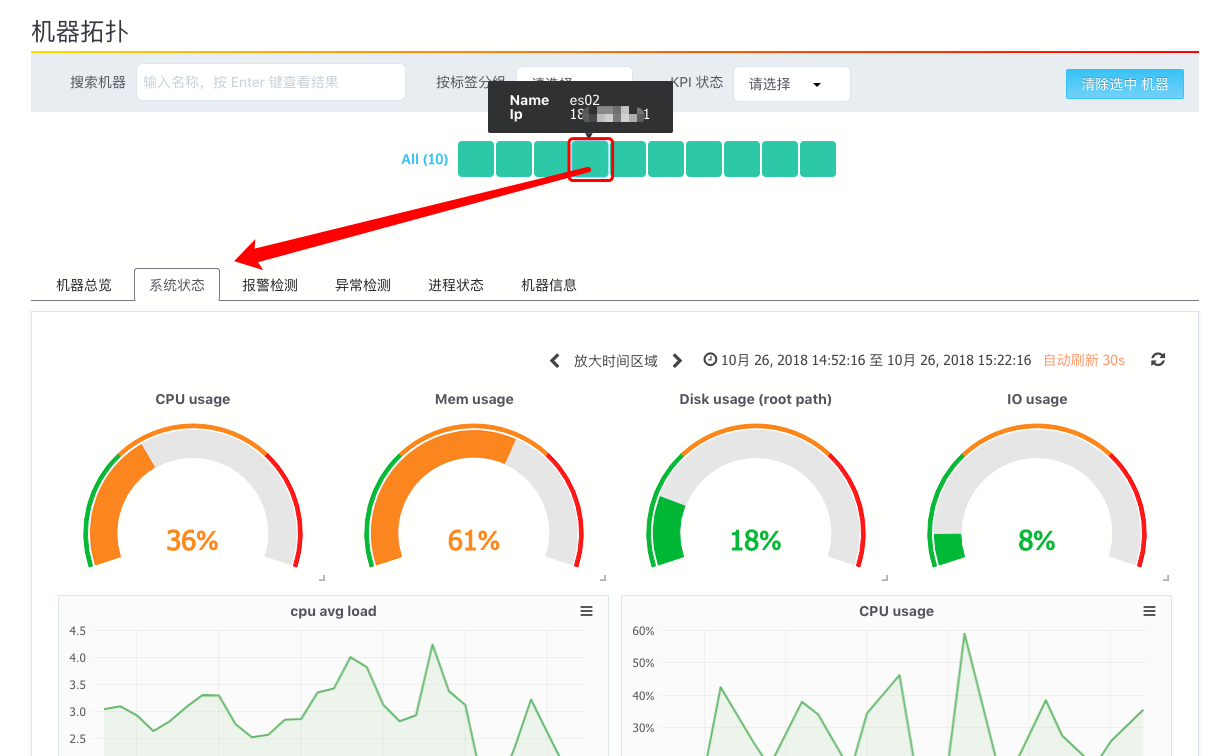 机器拓扑
搜索机器 输入名称，按 Enter 键查看结果 按标签分组 KPI 状态 请选择 清除选中 机器
Name es02
Ip 18 1
All (10)
机器总览 系统状态 报警检测 异常检测 进程状态 机器信息
放大时间区域 10月 26, 2018 14:52:16 至 10月 26, 2018 15:22:16 自动刷新 30s
CPU usage Mem usage Disk usage (root path) IO usage
36% 61% 18% 8%
cpu avg load CPU usage
4.5 60%
4.0 50%
3.5 40%
3.0 30%
2.5